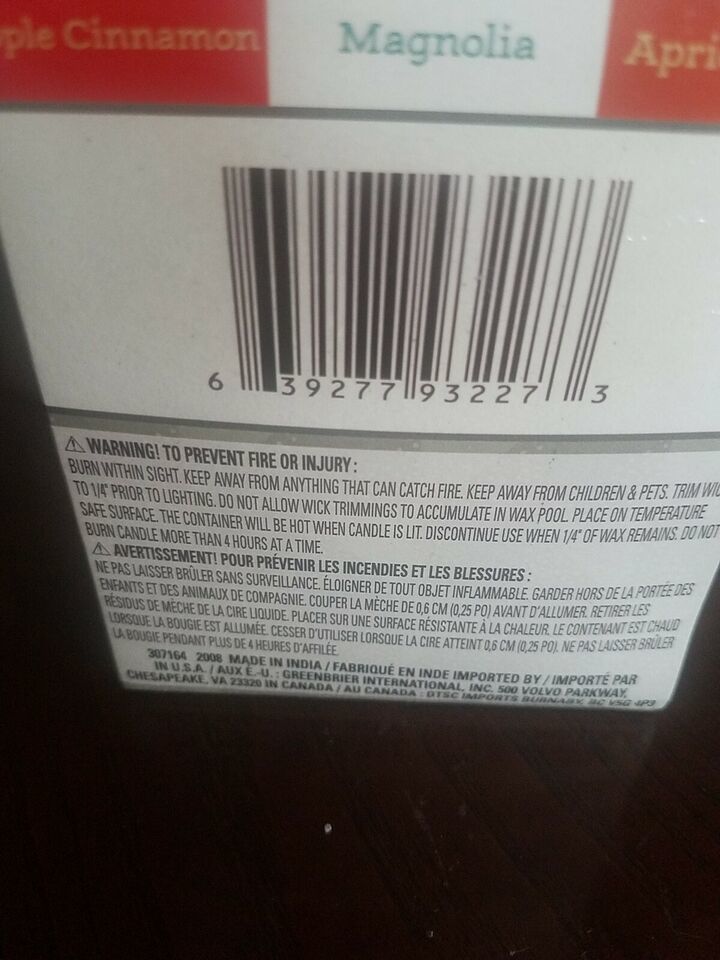 ple Cinnamon Magnolia Apri
6 39277 93227 3
⚠ WARNING! TO PREVENT FIRE OR INJURY:
BURN WITHIN SIGHT. KEEP AWAY FROM ANYTHING THAT CAN CATCH FIRE. KEEP AWAY FROM CHILDREN & PETS. TRIM WIC
TO 1/4" PRIOR TO LIGHTING. DO NOT ALLOW WICK TRIMMINGS TO ACCUMULATE IN WAX POOL. PLACE ON TEMPERATURE
SAFE SURFACE. THE CONTAINER WILL BE HOT WHEN CANDLE IS LIT. DISCONTINUE USE WHEN 1/4" OF WAX REMAINS. DO NOT
BURN CANDLE MORE THAN 4 HOURS AT A TIME.
⚠ AVERTISSEMENT! POUR PRÉVENIR LES INCENDIES ET LES BLESSURES :
NE PAS LAISSER BRÛLER SANS SURVEILLANCE. ÉLOIGNER DE TOUT OBJET INFLAMMABLE. GARDER HORS DE LA PORTÉE DES
ENFANTS ET DES ANIMAUX DE COMPAGNIE. COUPER LA MÈCHE DE 0,6 CM (0,25 PO) AVANT D'ALLUMER. RETIRER LES
RÉSIDUS DE MÈCHE DE LA CIRE LIQUIDE. PLACER SUR UNE SURFACE RÉSISTANTE À LA CHALEUR. LE CONTENANT EST CHAUD
LORSQUE LA BOUGIE EST ALLUMÉE. CESSER D'UTILISER LORSQUE LA CIRE ATTEINT 0,6 CM (0,25 PO). NE PAS LAISSER BRÛLER
LA BOUGIE PENDANT PLUS DE 4 HEURES D'AFFILÉE.
307164 2008 MADE IN INDIA / FABRIQUÉ EN INDE IMPORTED BY / IMPORTÉ PAR
IN U.S.A. / AUX É.-U. : GREENBRIER INTERNATIONAL, INC. 500 VOLVO PARKWAY,
CHESAPEAKE, VA 23320 IN CANADA / AU CANADA : DTSC IMPORTS BURNABY, BC V5G 4P3